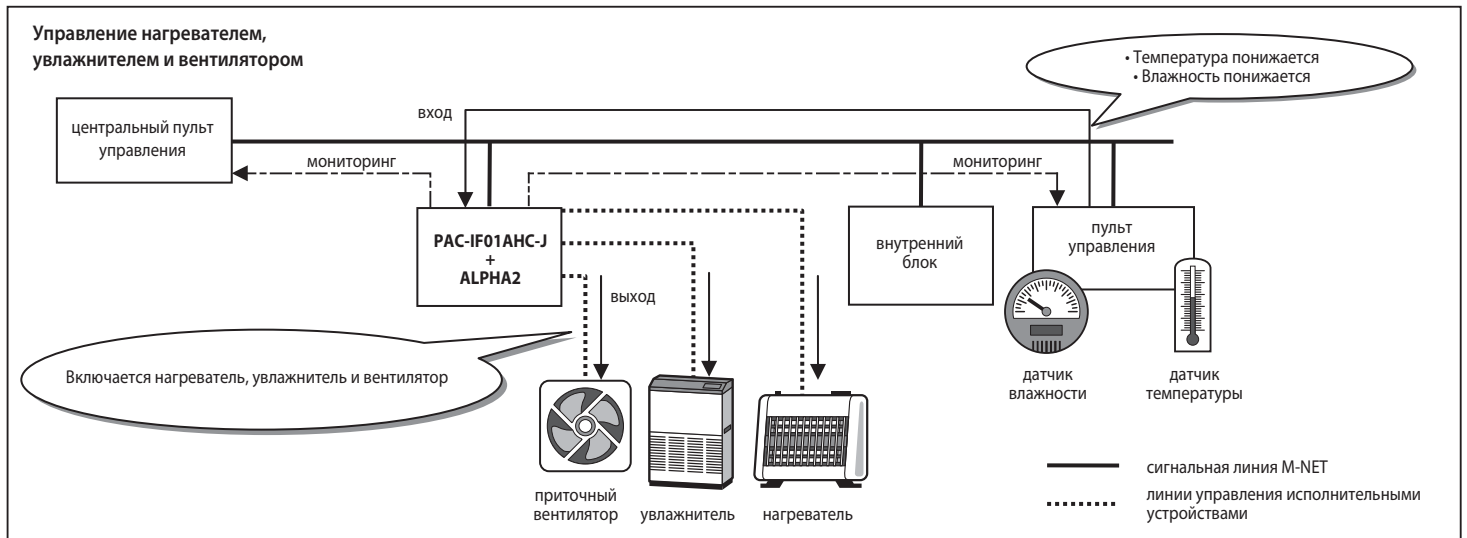 Управление нагревателем,
увлажнителем и вентилятором
• Температура понижается
• Влажность понижается
вход
центральный пульт
управления
мониторинг
мониторинг
PAC-IF01AHC-J
+
ALPHA2
внутренний
блок
пульт
управления
выход
Включается нагреватель, увлажнитель и вентилятор
датчик
влажности
датчик
температуры
приточный
вентилятор
увлажнитель
нагреватель
сигнальная линия M-NET
линии управления исполнительными
устройствами